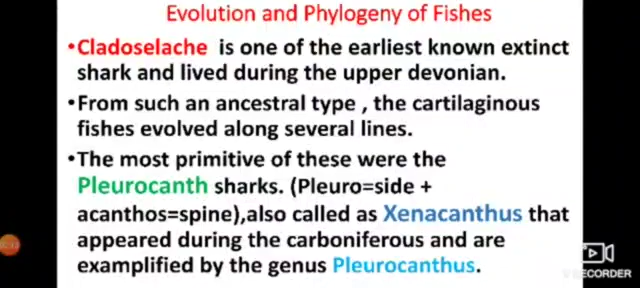 Evolution and Phylogeny of Fishes
•Cladoselache is one of the earliest known extinct
shark and lived during the upper devonian.
•From such an ancestral type , the cartilaginous
fishes evolved along several lines.
•The most primitive of these were the
Pleurocanth sharks. (Pleuro=side +
acanthos=spine),also called as Xenacanthus that
appeared during the carboniferous and are
examplified by the genus Pleurocanthus.
RECORDER